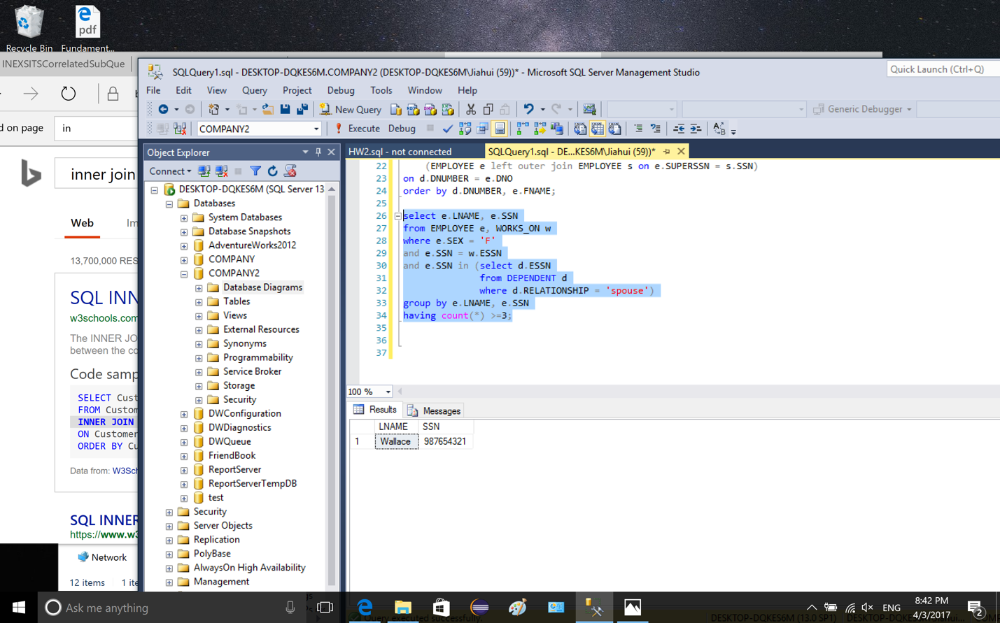 Recycle Bin
pdf
Fundament...
INEXSITSCorrelatedSubQue
d on page
in
inner join
Web
Im
13,700,000 RES
SQL INN
w3schools.com
The INNER JO
between the co
Code samp
SELECT Cust
FROM Custom
INNER JOIN
ON Customer
ORDER BY Cu
Data from: W3Sch
SQL INNER
https://www.w3
Network
12 items
1 ite
SQLQuery1.sql - DESKTOP-DQKES6M.COMPANY2 (DESKTOP-DQKES6M\Jiahui (59))* - Microsoft SQL Server Management Studio
Quick Launch (Ctrl+Q)
File Edit View Query Project Debug Tools Window Help
New Query
Generic Debugger
COMPANY2
Execute Debug
Object Explorer
Connect
DESKTOP-DQKES6M (SQL Server 13
Databases
System Databases
Database Snapshots
AdventureWorks2012
COMPANY
COMPANY2
Database Diagrams
Tables
Views
External Resources
Synonyms
Programmability
Service Broker
Storage
Security
DWConfiguration
DWDiagnostics
DWQueue
FriendBook
ReportServer
ReportServerTempDB
test
Security
Server Objects
Replication
PolyBase
AlwaysOn High Availability
Management
HW2.sql - not connected
SQLQuery1.sql - DE...KES6M\Jiahui (59))*
22 (EMPLOYEE e left outer join EMPLOYEE s on e.SUPERSSN = s.SSN)
23 on d.DNUMBER = e.DNO
24 order by d.DNUMBER, e.FNAME;
25
26 select e.LNAME, e.SSN
27 from EMPLOYEE e, WORKS_ON w
28 where e.SEX = 'F'
29 and e.SSN = w.ESSN
30 and e.SSN in (select d.ESSN
31 from DEPENDENT d
32 where d.RELATIONSHIP = 'spouse')
33 group by e.LNAME, e.SSN
34 having count(*) >=3;
35
36
37
100 %
Results Messages
LNAME SSN
1 Wallace 987654321
Query executed successfully.
DESKTOP-DQKES6M (13.0 SP1)
Ask me anything
ENG
8:42 PM
4/3/2017
2